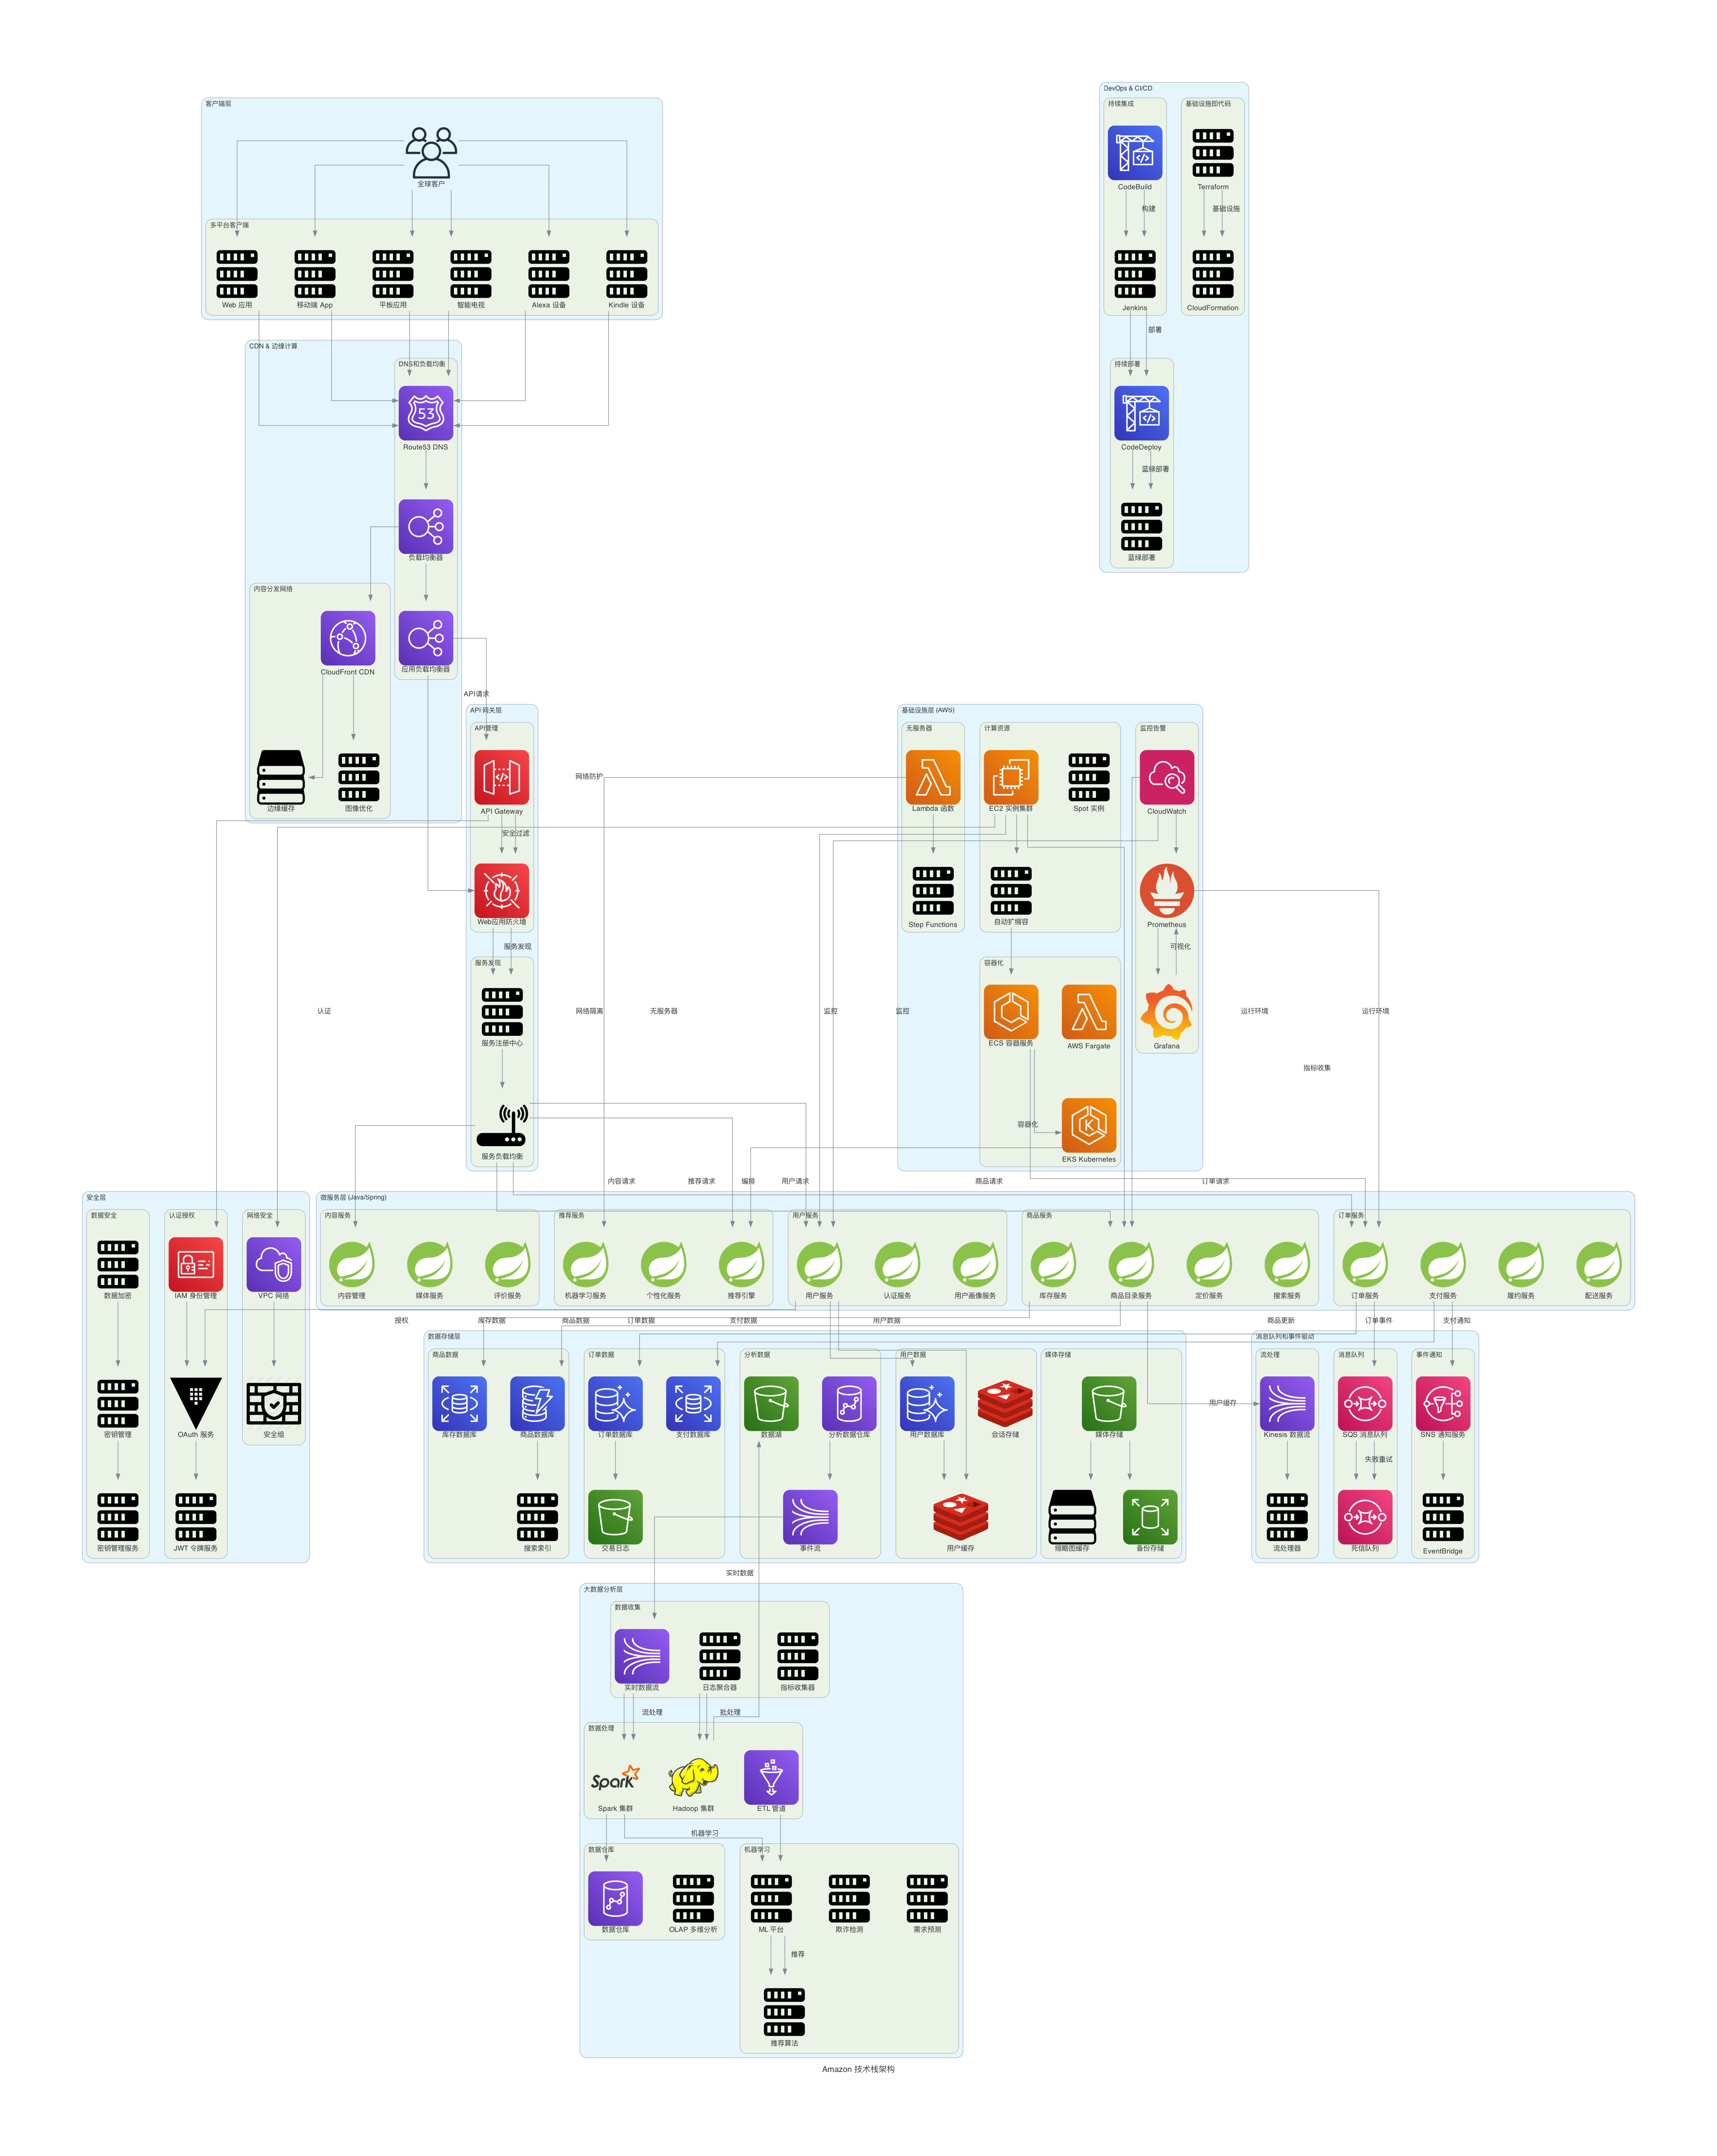 客户端层
全球客户
多平台客户端
Web 应用
移动端 App
平板应用
智能电视
Alexa 设备
Kindle 设备
DevOps & CI/CD
持续集成
CodeBuild
构建
Jenkins
基础设施即代码
Terraform
基础设施
CloudFormation
部署
持续部署
CodeDeploy
蓝绿部署
蓝绿部署
CDN & 边缘计算
DNS和负载均衡
Route53 DNS
负载均衡器
应用负载均衡器
内容分发网络
CloudFront CDN
边缘缓存
图像优化
API请求
API 网关层
API管理
API Gateway
安全过滤
Web应用防火墙
服务发现
服务发现
服务注册中心
服务负载均衡
基础设施层 (AWS)
无服务器
Lambda 函数
Step Functions
计算资源
EC2 实例集群
Spot 实例
自动扩缩容
监控告警
CloudWatch
Prometheus
可视化
Grafana
容器化
ECS 容器服务
AWS Fargate
容器化
EKS Kubernetes
网络防护
认证
网络隔离
无服务器
监控
监控
运行环境
运行环境
指标收集
内容请求
推荐请求
编排
用户请求
商品请求
订单请求
安全层
数据安全
数据加密
密钥管理
密钥管理服务
认证授权
IAM 身份管理
OAuth 服务
JWT 令牌服务
网络安全
VPC 网络
安全组
微服务层 (Java/Spring)
内容服务
内容管理
媒体服务
评价服务
推荐服务
机器学习服务
个性化服务
推荐引擎
用户服务
用户服务
认证服务
用户画像服务
商品服务
库存服务
商品目录服务
定价服务
搜索服务
订单服务
订单服务
支付服务
履约服务
配送服务
授权
库存数据
商品数据
订单数据
支付数据
用户数据
商品更新
订单事件
支付通知
数据存储层
商品数据
库存数据库
商品数据库
搜索索引
订单数据
订单数据库
支付数据库
交易日志
分析数据
数据湖
分析数据仓库
事件流
用户数据
用户数据库
会话存储
用户缓存
媒体存储
媒体存储
缩略图缓存
备份存储
用户缓存
消息队列和事件驱动
流处理
Kinesis 数据流
流处理器
消息队列
SQS 消息队列
失败重试
死信队列
事件通知
SNS 通知服务
EventBridge
实时数据
大数据分析层
数据收集
实时数据流
日志聚合器
指标收集器
流处理
批处理
数据处理
Spark
Spark 集群
Hadoop 集群
ETL 管道
机器学习
数据仓库
数据仓库
OLAP 多维分析
机器学习
ML 平台
欺诈检测
需求预测
推荐
推荐算法
Amazon 技术栈架构